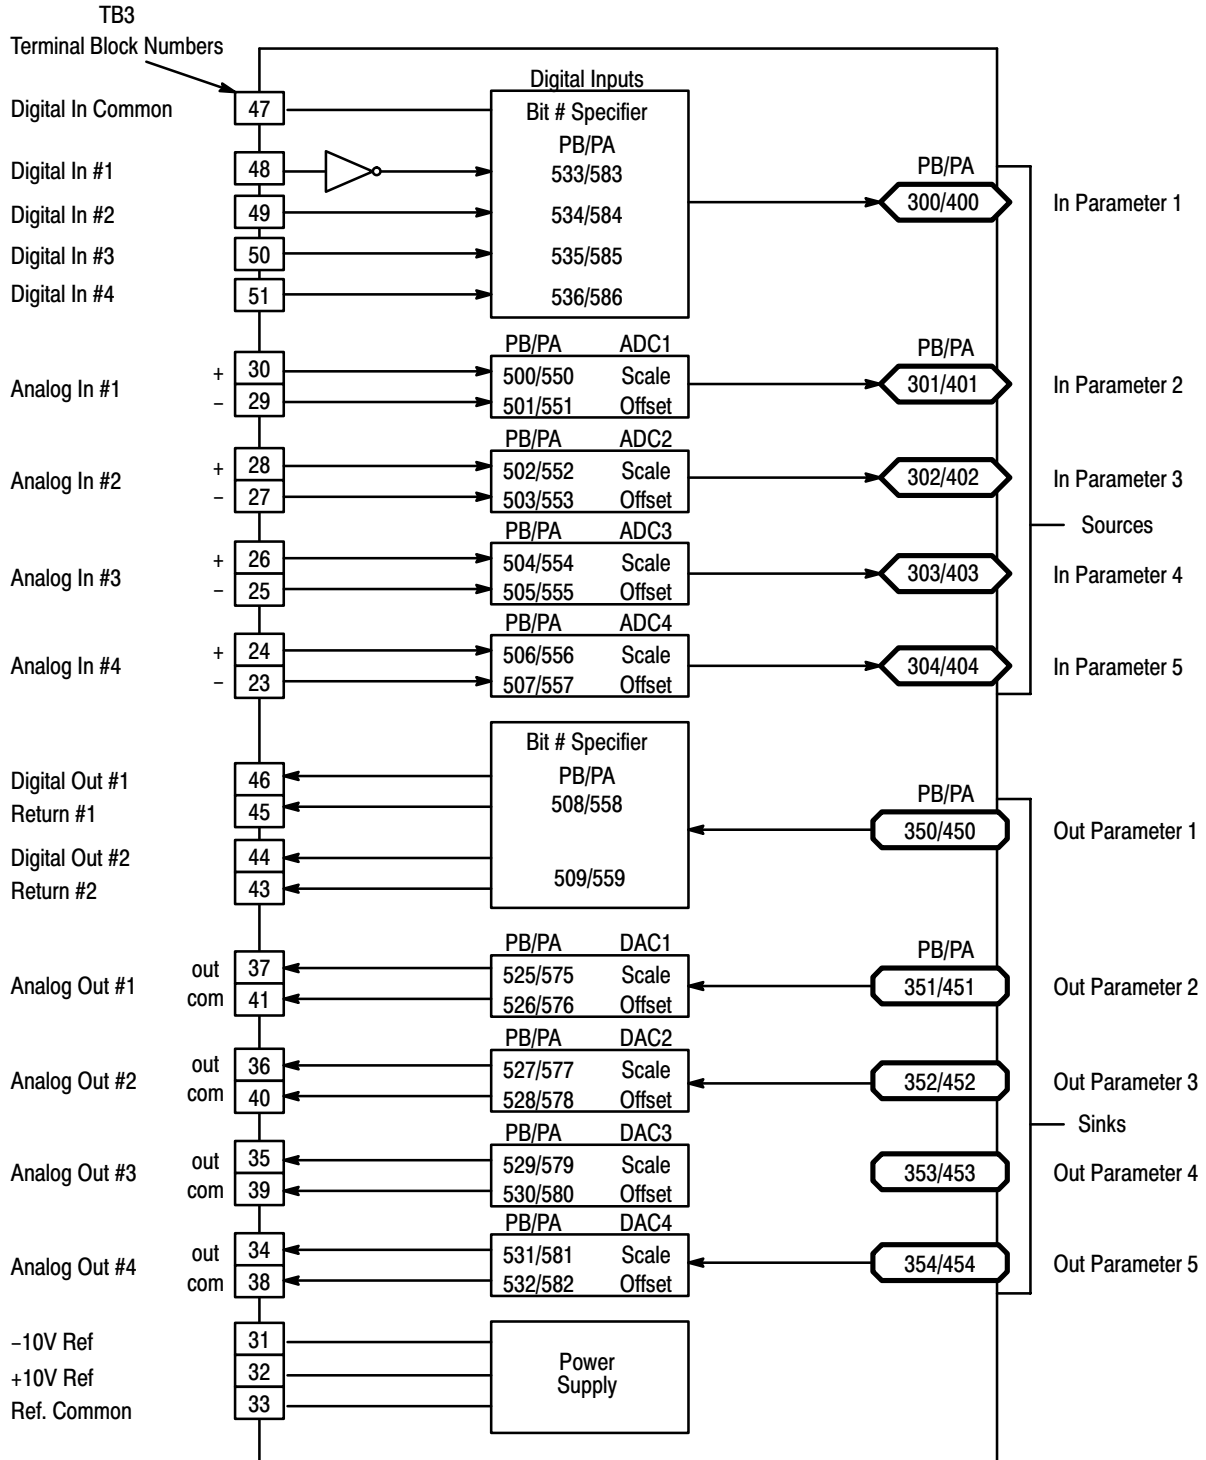 TB3
Terminal Block Numbers
Digital Inputs
Digital In Common 47 Bit # Specifier
PB/PA
Digital In #1 48 533/583
PB/PA
300/400 In Parameter 1
Digital In #2 49 534/584
Digital In #3 50 535/585
Digital In #4 51 536/586
PB/PA ADC1 PB/PA
Analog In #1 + 30 500/550 Scale 301/401 In Parameter 2
– 29 501/551 Offset
PB/PA ADC2
Analog In #2 + 28 502/552 Scale 302/402 In Parameter 3
– 27 503/553 Offset
Sources
PB/PA ADC3
Analog In #3 + 26 504/554 Scale 303/403 In Parameter 4
– 25 505/555 Offset
PB/PA ADC4
Analog In #4 + 24 506/556 Scale 304/404 In Parameter 5
– 23 507/557 Offset
Bit # Specifier
Digital Out #1 46 PB/PA
PB/PA
Return #1 45 508/558
350/450 Out Parameter 1
Digital Out #2 44
Return #2 43 509/559
PB/PA DAC1 PB/PA
Analog Out #1 out 37 525/575 Scale 351/451 Out Parameter 2
com 41 526/576 Offset
PB/PA DAC2
Analog Out #2 out 36 527/577 Scale 352/452 Out Parameter 3
com 40 528/578 Offset
Sinks
PB/PA DAC3
Analog Out #3 out 35 529/579 Scale 353/453 Out Parameter 4
com 39 530/580 Offset
PB/PA DAC4
Analog Out #4 out 34 531/581 Scale 354/454 Out Parameter 5
com 38 532/582 Offset
–10V Ref 31
Power
+10V Ref 32
Supply
Ref. Common 33